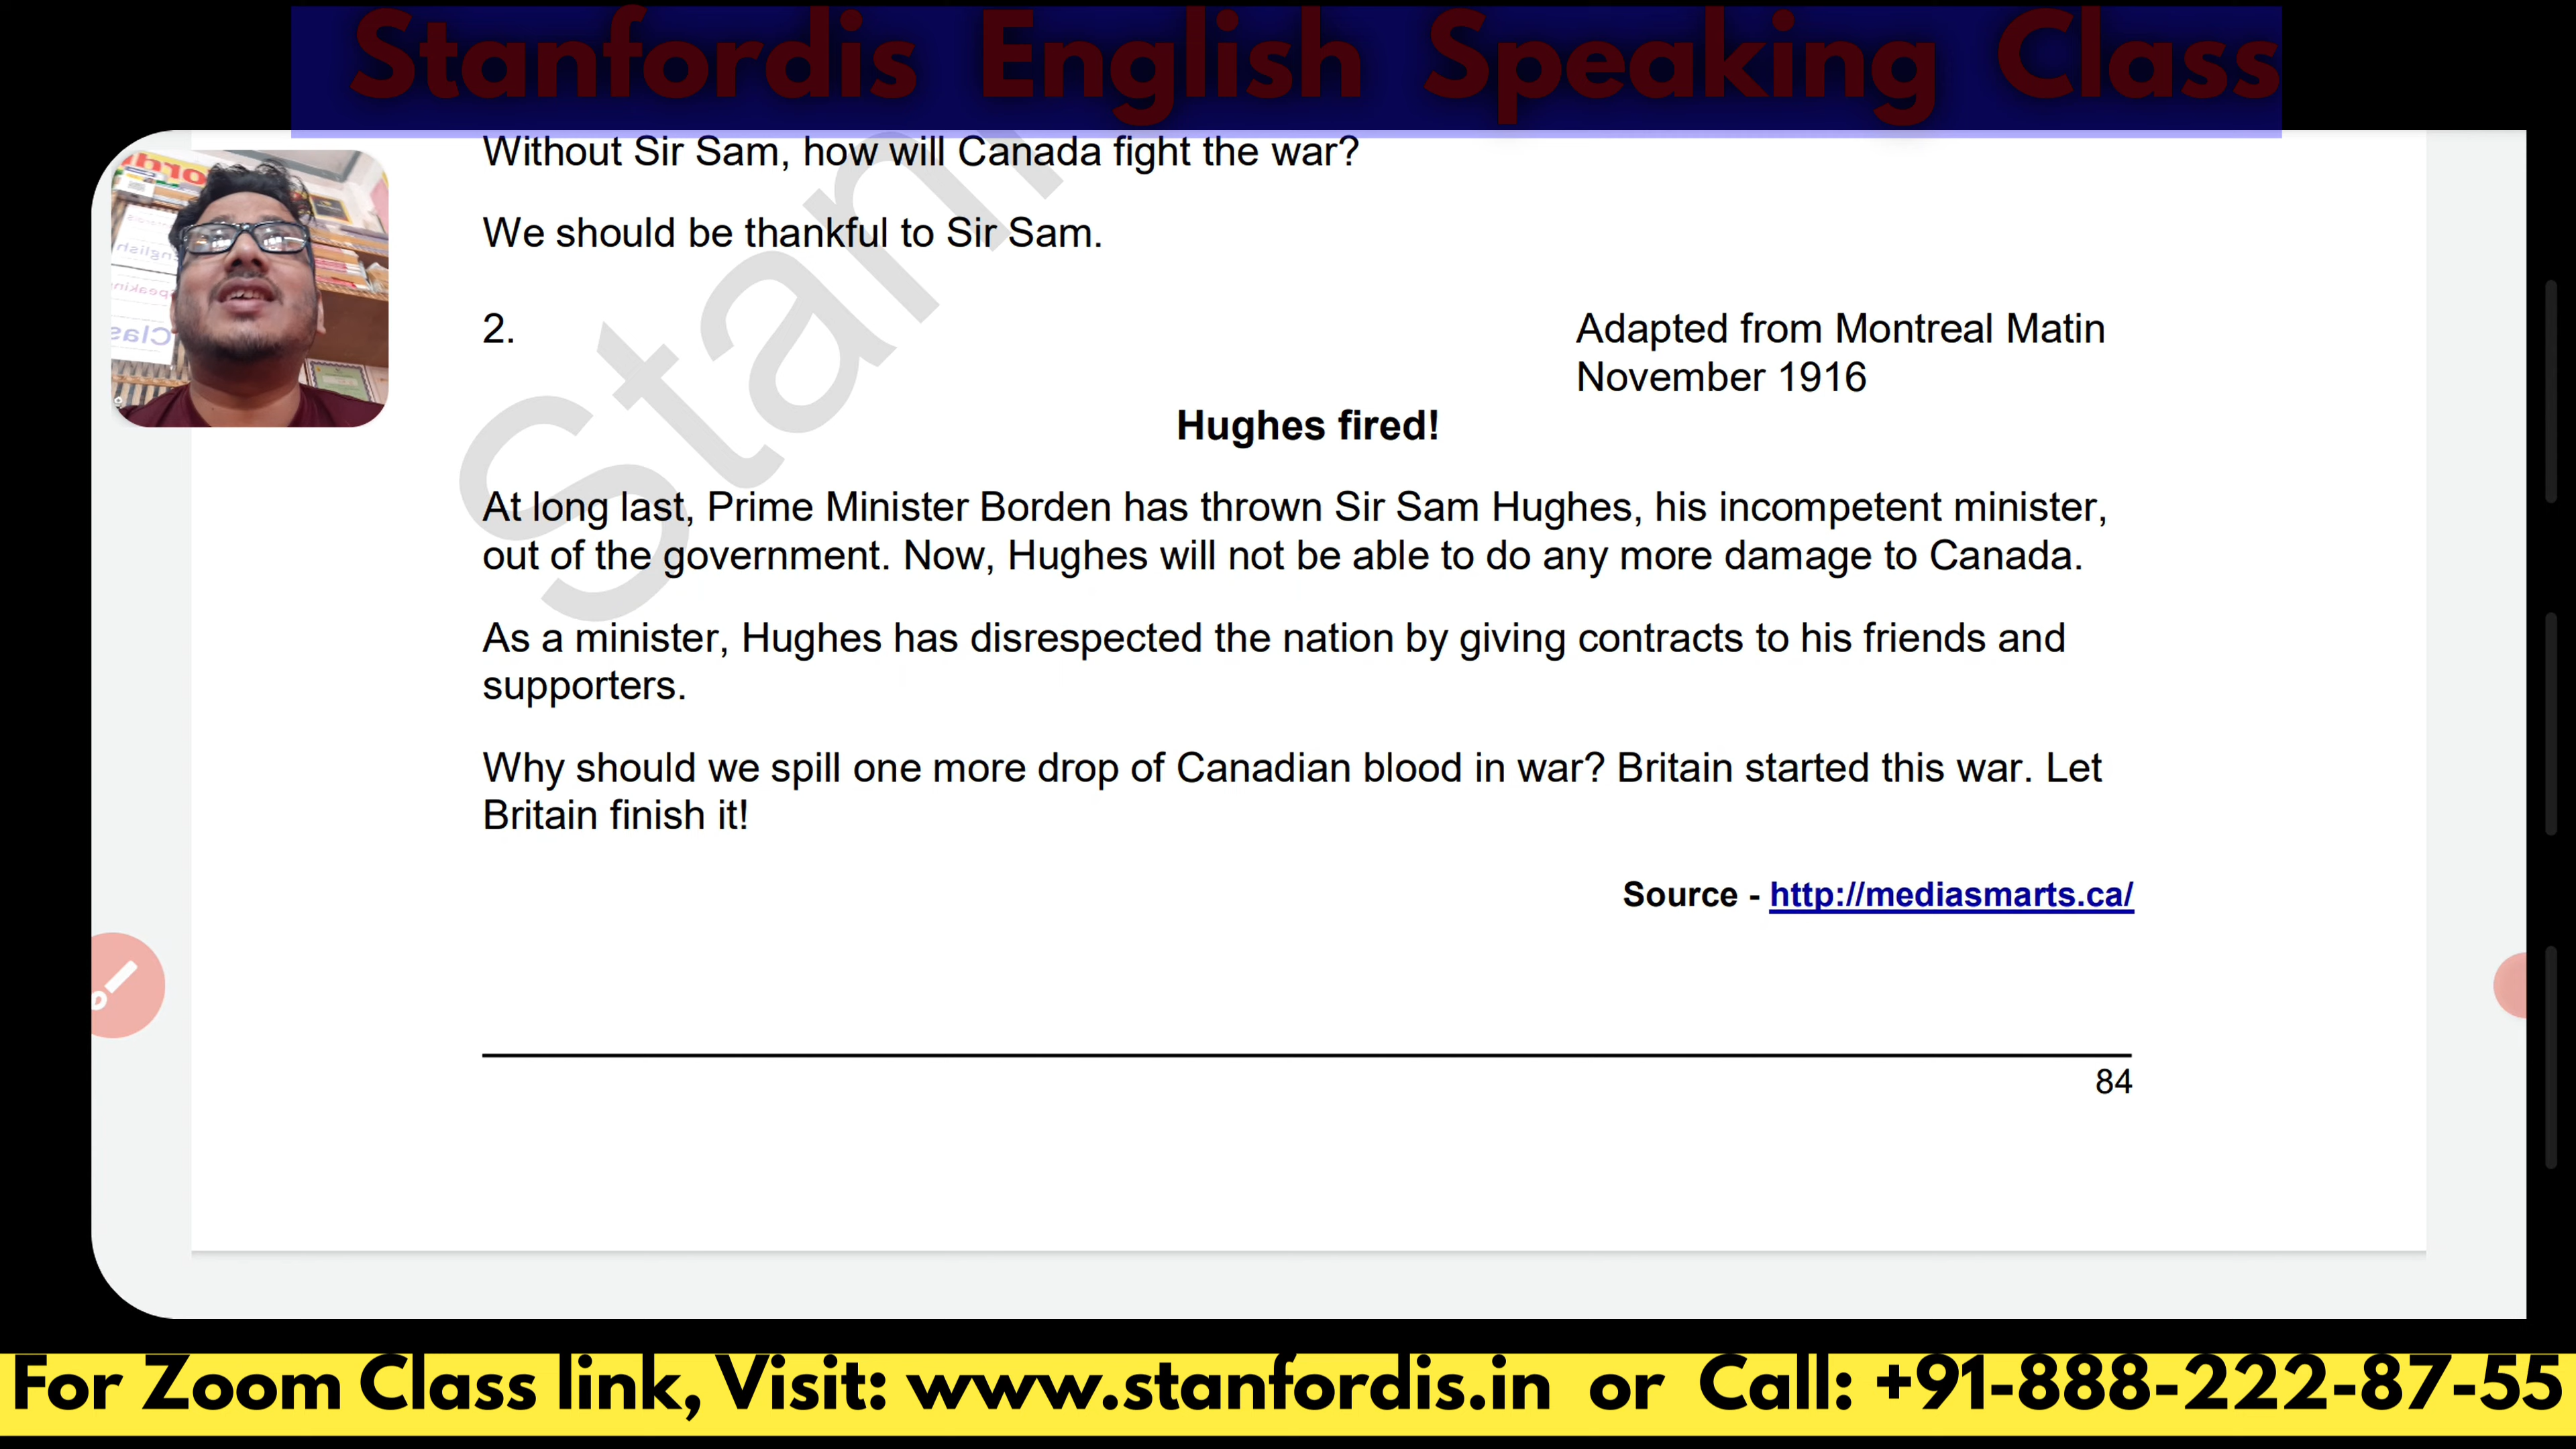 Stanfordis English Speaking Class
Without Sir Sam, how will Canada fight the war?
We should be thankful to Sir Sam.
2.
Adapted from Montreal Matin
November 1916
Hughes fired!
At long last, Prime Minister Borden has thrown Sir Sam Hughes, his incompetent minister,
out of the government. Now, Hughes will not be able to do any more damage to Canada.
As a minister, Hughes has disrespected the nation by giving contracts to his friends and
supporters.
Why should we spill one more drop of Canadian blood in war? Britain started this war. Let
Britain finish it!
Source - http://mediasmarts.ca/
84
For Zoom Class link, Visit: www.stanfordis.in or Call: +91-888-222-87-55